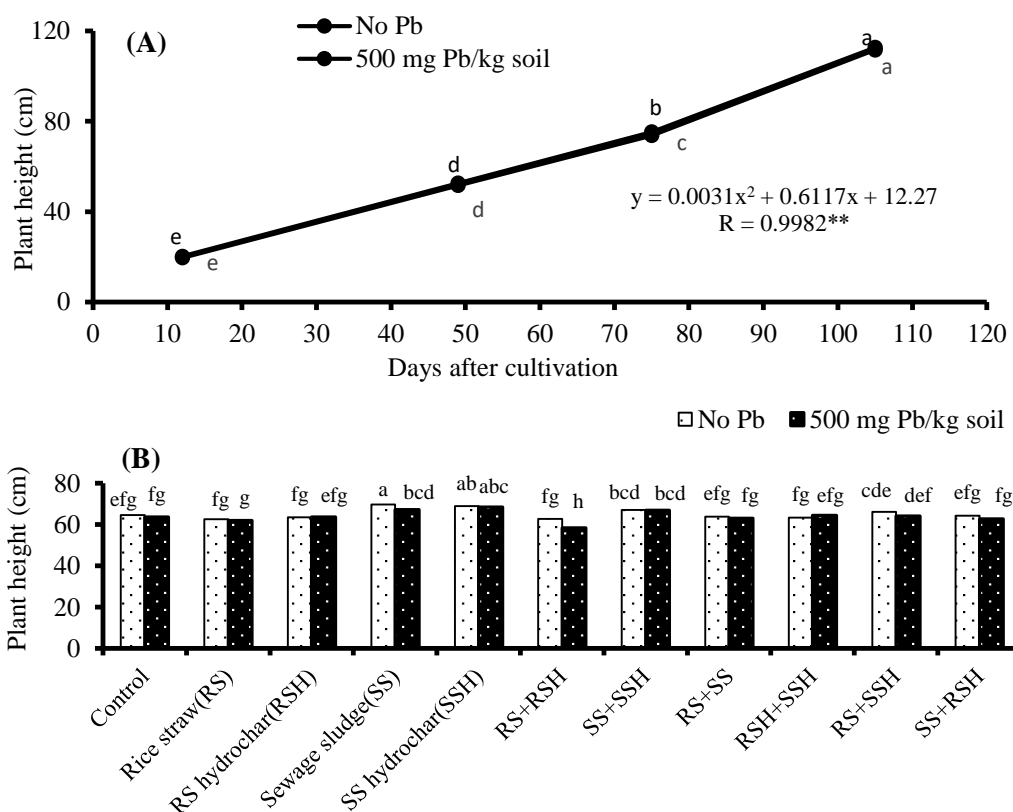 (A)
No Pb
500 mg Pb/kg soil
Plant height (cm)
120
80
40
0
a
a
b
c
d
d
e
e
y = 0.0031x² + 0.6117x + 12.27
R = 0.9982**
0 10 20 30 40 50 60 70 80 90 100 110 120
Days after cultivation
No Pb 500 mg Pb/kg soil
(B)
Plant height (cm)
80
60
40
20
0
efg fg fg g fg efg a bcd ab abc fg h bcd bcd efg fg fg efg cde def efg fg
Control
Rice straw(RS)
RS hydrochar(RSH)
Sewage sludge(SS)
SS hydrochar(SSH)
RS+RSH
SS+SSH
RS+SS
RSH+SSH
RS+SSH
SS+RSH